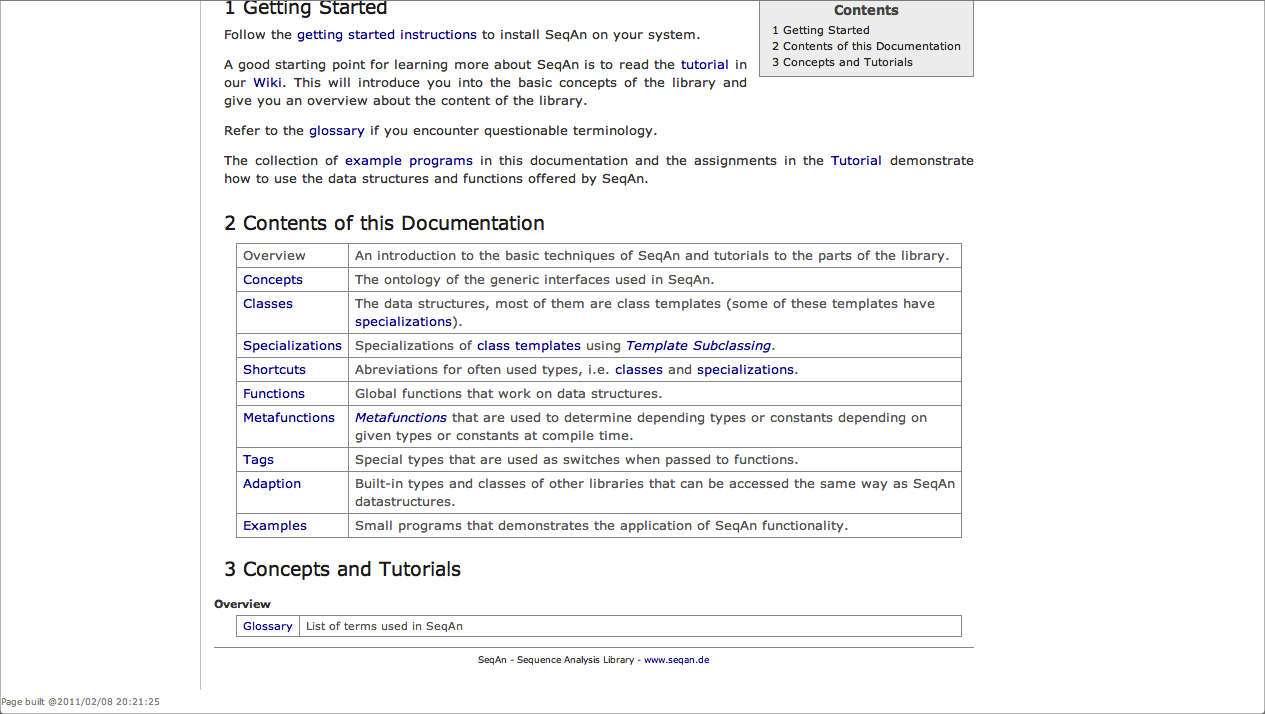 1 Getting Started
Contents
1 Getting Started
2 Contents of this Documentation
3 Concepts and Tutorials
Follow the getting started instructions to install SeqAn on your system.
A good starting point for learning more about SeqAn is to read the tutorial in
our Wiki. This will introduce you into the basic concepts of the library and
give you an overview about the content of the library.
Refer to the glossary if you encounter questionable terminology.
The collection of example programs in this documentation and the assignments in the Tutorial demonstrate
how to use the data structures and functions offered by SeqAn.
2 Contents of this Documentation
Overview An introduction to the basic techniques of SeqAn and tutorials to the parts of the library.
Concepts The ontology of the generic interfaces used in SeqAn.
Classes The data structures, most of them are class templates (some of these templates have
specializations).
Specializations Specializations of class templates using Template Subclassing.
Shortcuts Abreviations for often used types, i.e. classes and specializations.
Functions Global functions that work on data structures.
Metafunctions Metafunctions that are used to determine depending types or constants depending on
given types or constants at compile time.
Tags Special types that are used as switches when passed to functions.
Adaption Built-in types and classes of other libraries that can be accessed the same way as SeqAn
datastructures.
Examples Small programs that demonstrates the application of SeqAn functionality.
3 Concepts and Tutorials
Overview
Glossary List of terms used in SeqAn
SeqAn - Sequence Analysis Library - www.seqan.de
Page built @2011/02/08 20:21:25